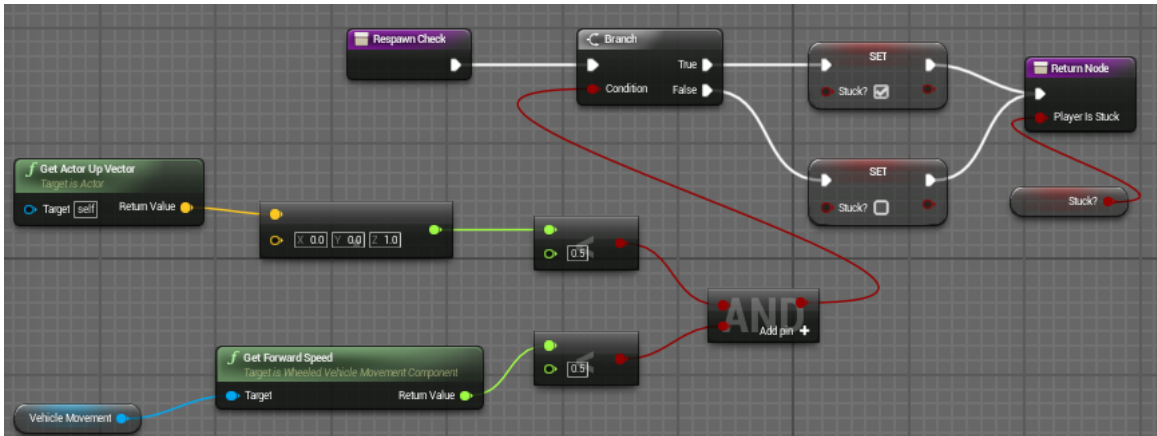 Respawn Check
Branch
True
Condition
False
SET
Stuck?
Return Node
Player Is Stuck
SET
Stuck?
Stuck?
f Get Actor Up Vector
Target is Actor
Target self Return Value
X 0.0 Y 0.0 Z 1.0
<
0.5
AND
Add pin +
<
0.5
f Get Forward Speed
Target is Wheeled Vehicle Movement Component
Target Return Value
Vehicle Movement